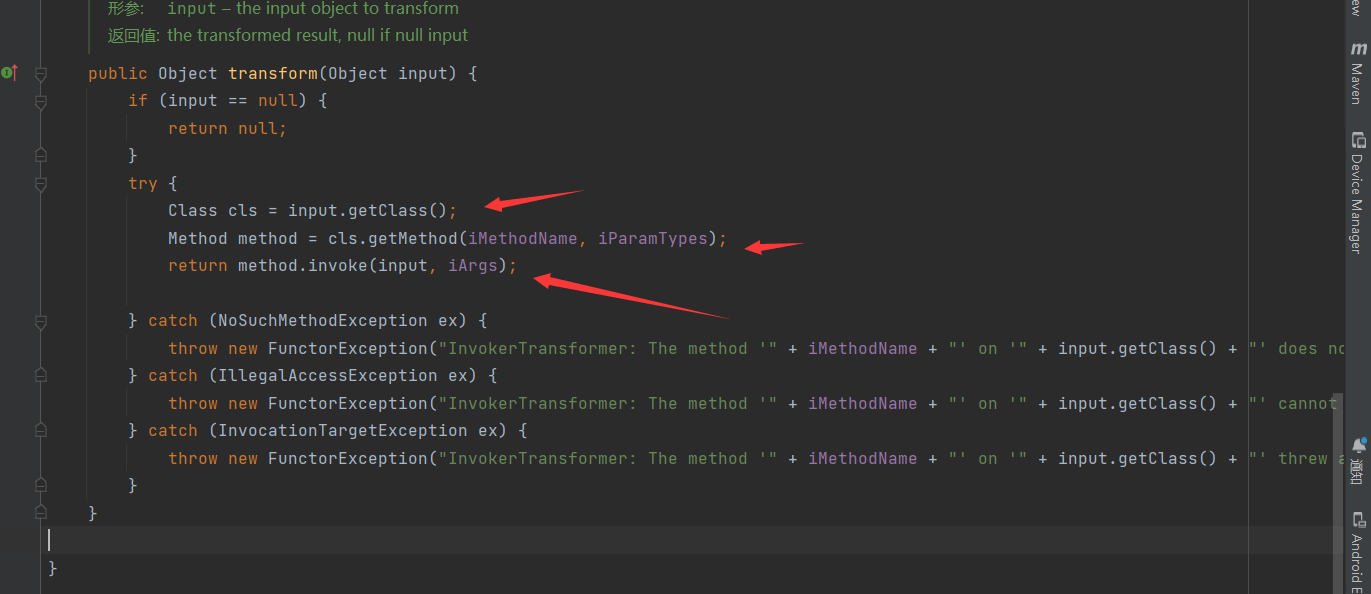 形参: input – the input object to transform
返回值: the transformed result, null if null input
public Object transform(Object input) {
if (input == null) {
return null;
}
try {
Class cls = input.getClass();
Method method = cls.getMethod(iMethodName, iParamTypes);
return method.invoke(input, iArgs);
} catch (NoSuchMethodException ex) {
throw new FunctorException("InvokerTransformer: The method '" + iMethodName + "' on '" + input.getClass() + "' does no
} catch (IllegalAccessException ex) {
throw new FunctorException("InvokerTransformer: The method '" + iMethodName + "' on '" + input.getClass() + "' cannot
} catch (InvocationTargetException ex) {
throw new FunctorException("InvokerTransformer: The method '" + iMethodName + "' on '" + input.getClass() + "' threw a
}
}
}
ew
m Maven
Device Manager
通知
Android E